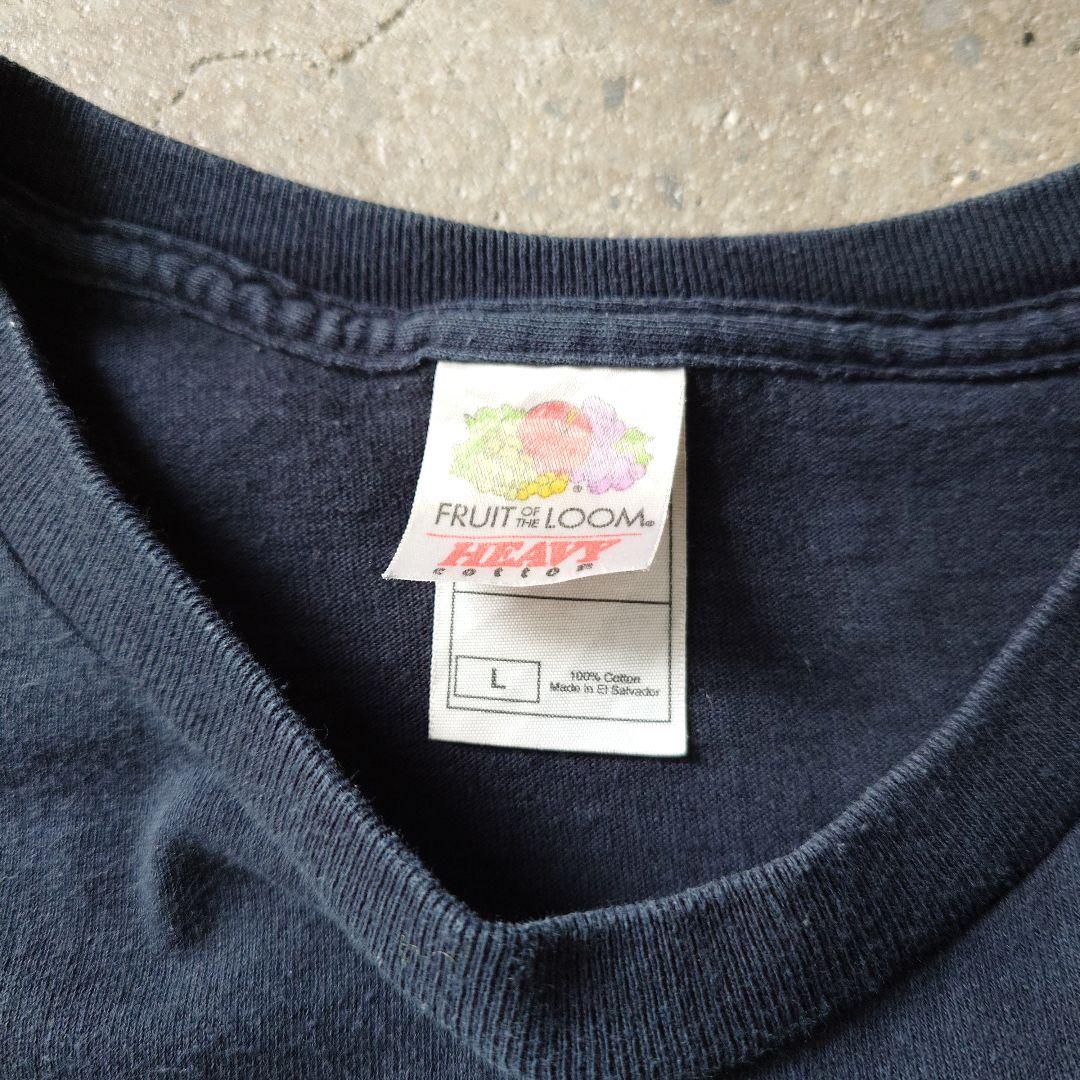 FRUIT OF THE LOOM®
HEAVY
cotton
L
100% Cotton
Made in El Salvador